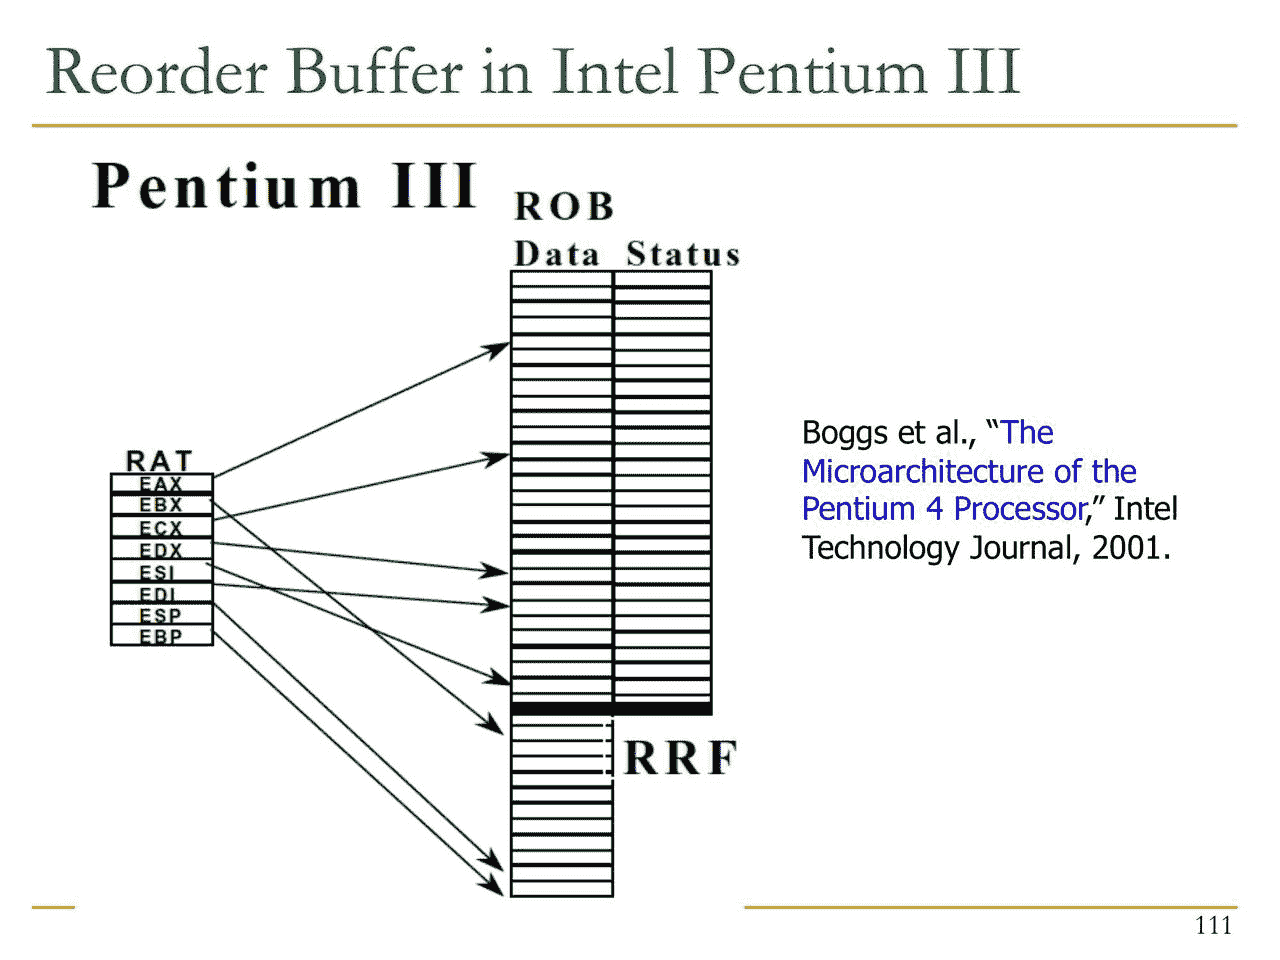 Reorder Buffer in Intel Pentium III
Pentium III
ROB
Data Status
RAT
EAX
EBX
ECX
EDX
ESI
EDI
ESP
EBP
RRF
Boggs et al., “The
Microarchitecture of the
Pentium 4 Processor,” Intel
Technology Journal, 2001.
111